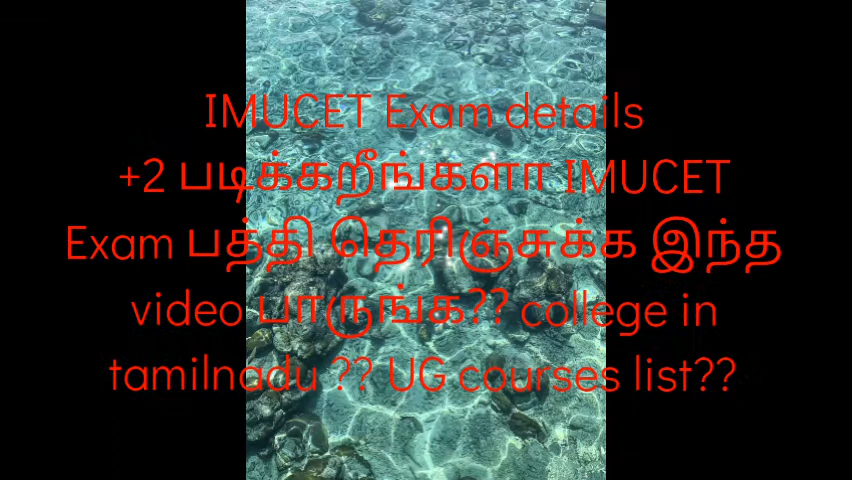 IMUCET Exam details
+2 படிக்கறீங்களா IMUCET
Exam பத்தி தெரிஞ்சுக்க இந்த
video பாருங்க?? college in
tamilnadu ?? UG courses list??